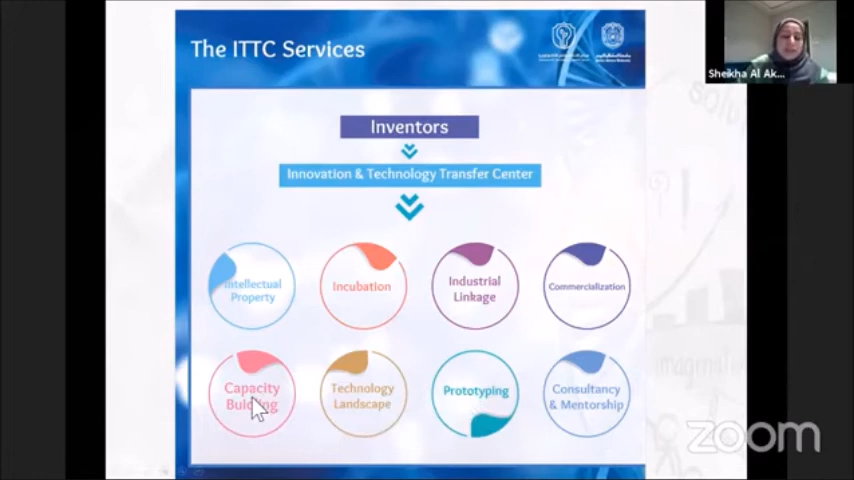 The ITTC Services
Sheikha Al Ak...
Inventors
Innovation & Technology Transfer Center
Intellectual
Property
Incubation
Industrial
Linkage
Commercialization
Capacity
Building
Technology
Landscape
Prototyping
Consultancy
& Mentorship
zoom